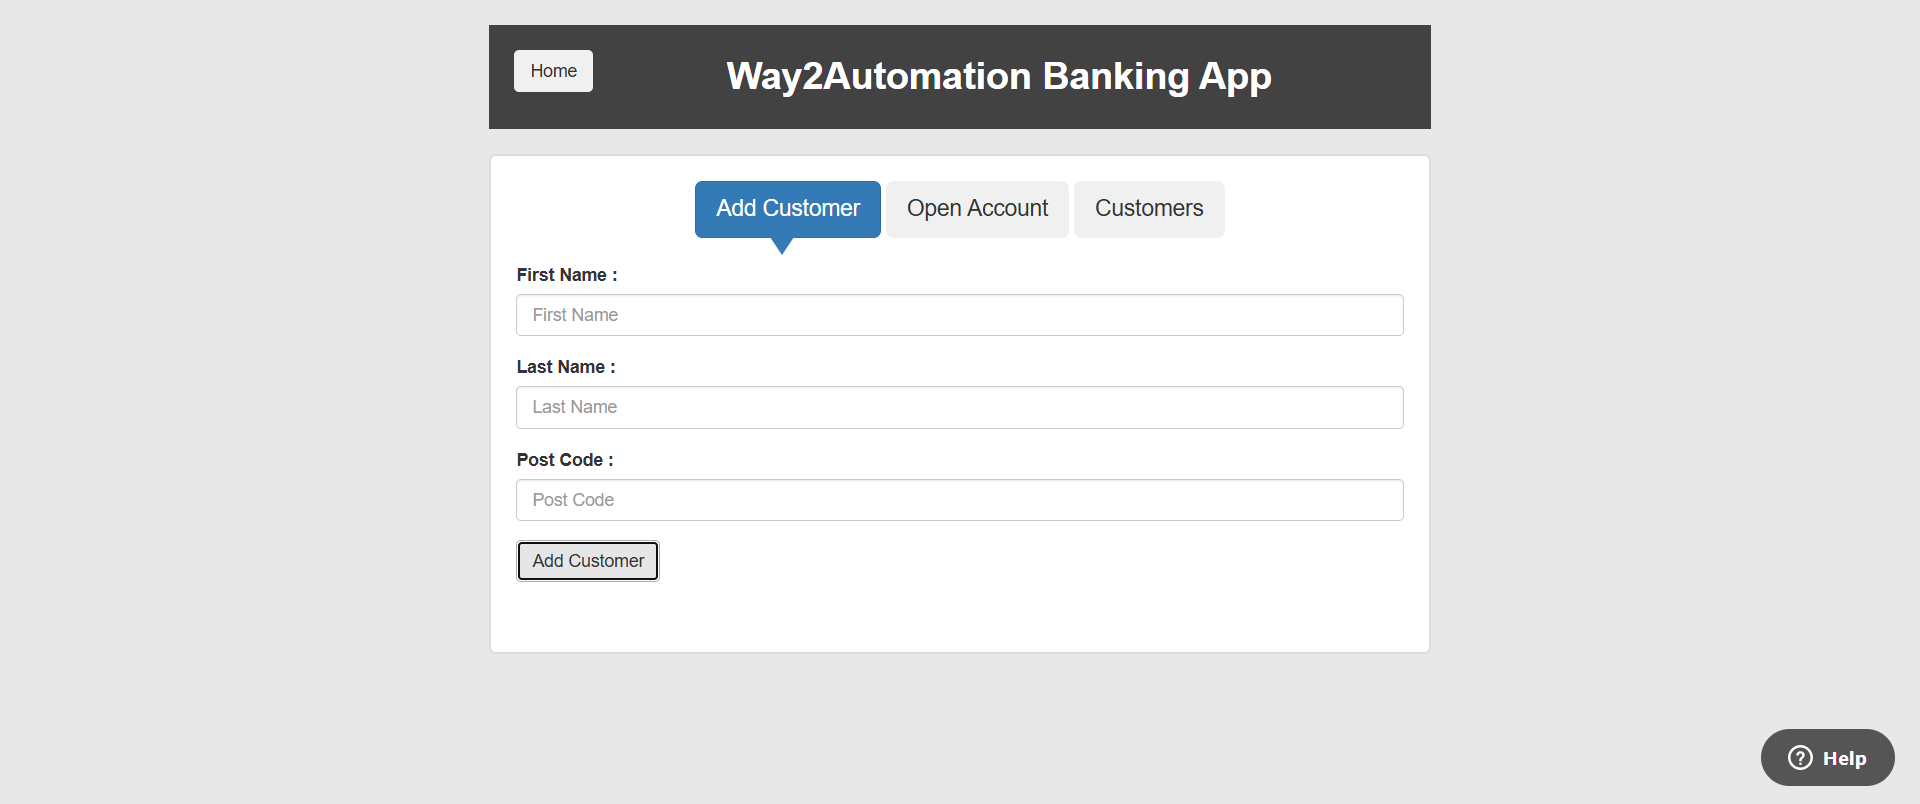 Home
Way2Automation Banking App
Add Customer
Open Account
Customers
First Name :
First Name
Last Name :
Last Name
Post Code :
Post Code
Add Customer
Help